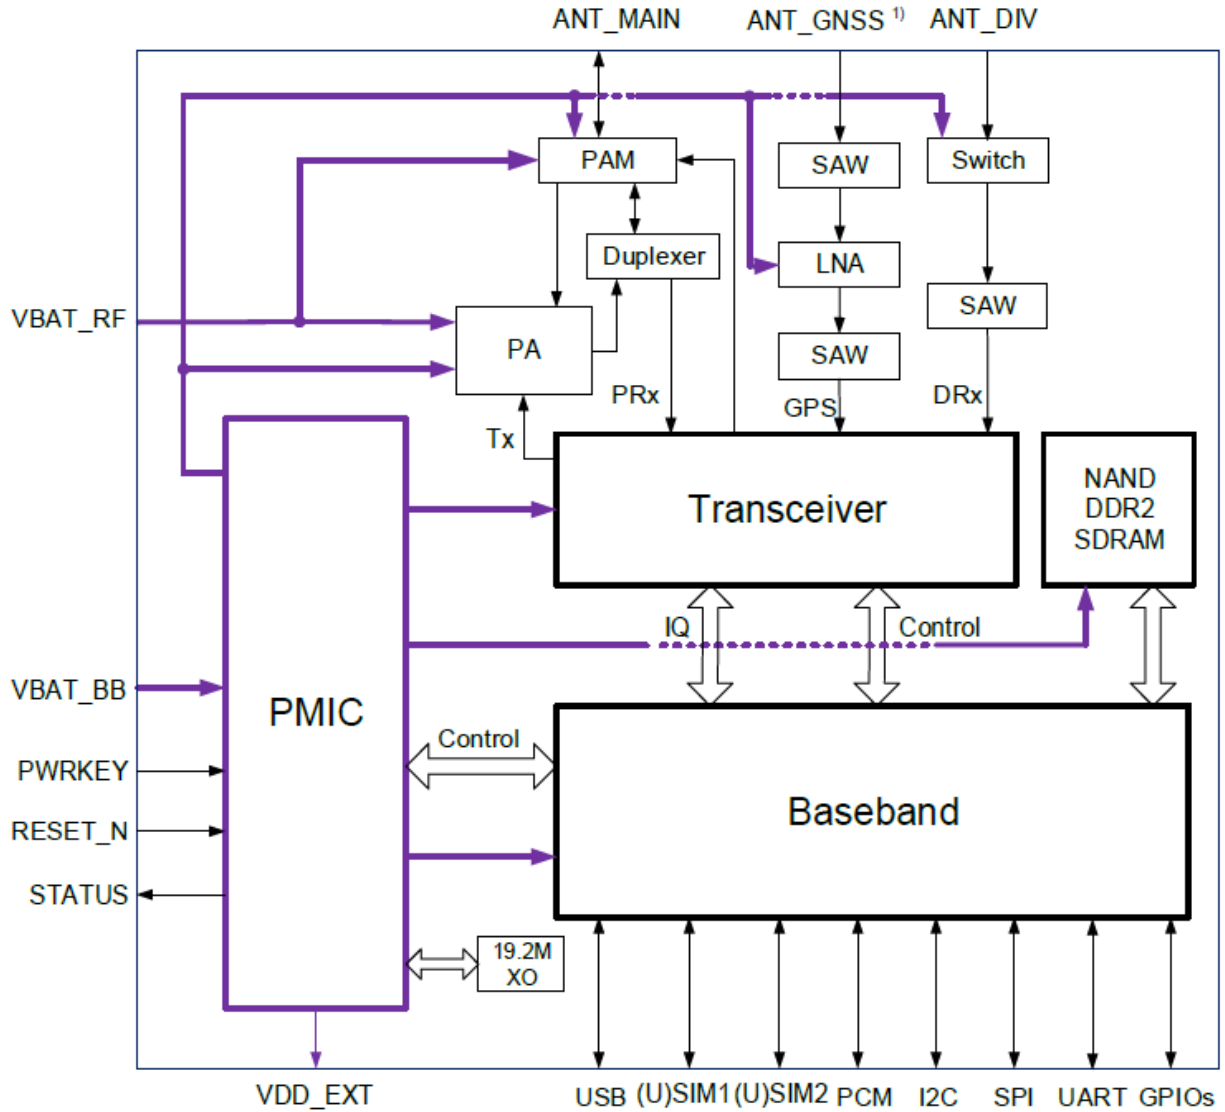 ANT_MAIN
ANT_GNSS 1)
ANT_DIV
PAM
SAW
Switch
Duplexer
LNA
SAW
VBAT_RF
PA
SAW
PRx
GPS
DRx
Tx
NAND
DDR2
SDRAM
Transceiver
IQ
Control
VBAT_BB
PMIC
Control
PWRKEY
Baseband
RESET_N
STATUS
19.2M
XO
VDD_EXT
USB
(U)SIM1
(U)SIM2
PCM
I2C
SPI
UART
GPIOs